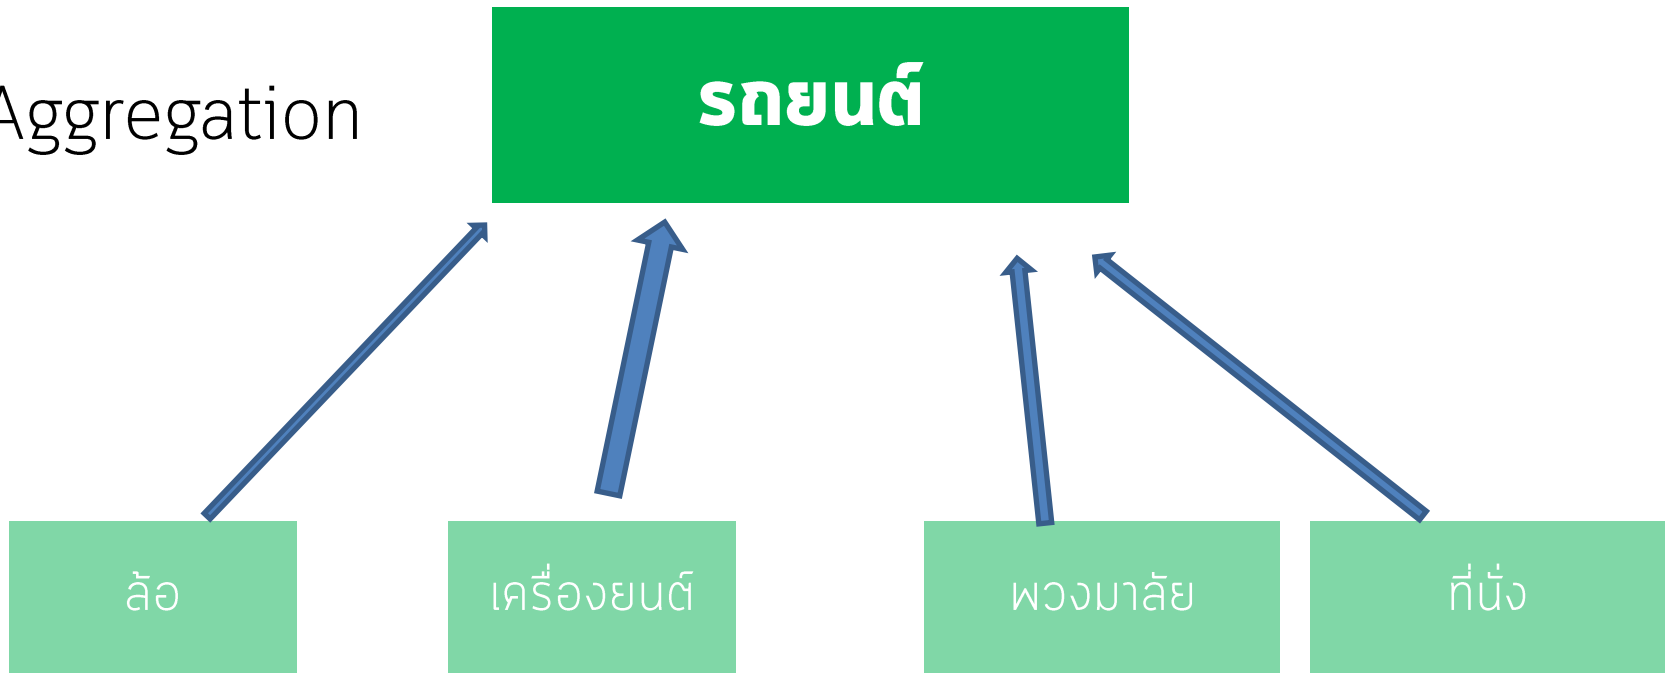 Aggregation
รถยนต์
ล้อ
เครื่องยนต์
พวงมาลัย
ที่นั่ง